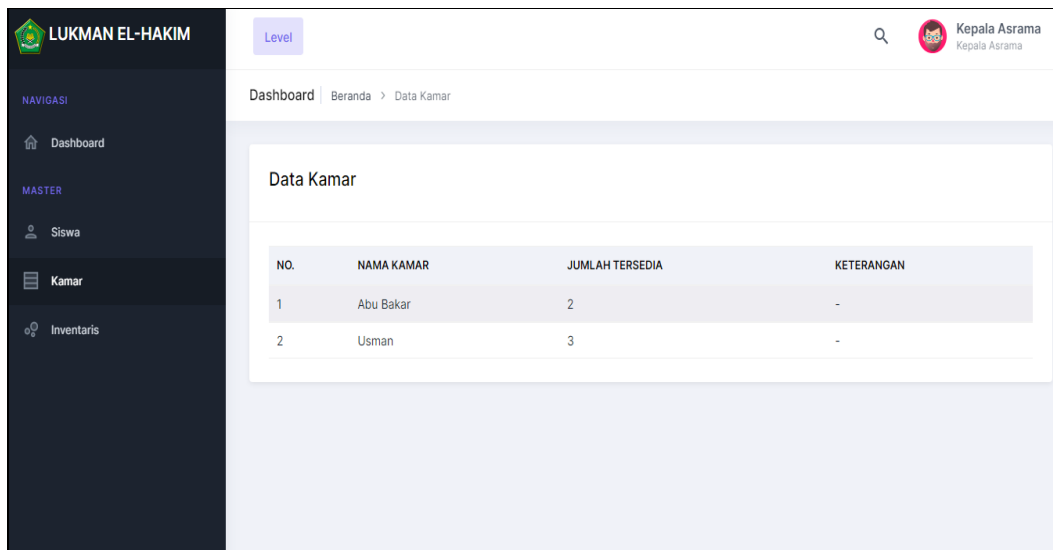 LUKMAN EL-HAKIM
Level
Kepala Asrama
Kepala Asrama
NAVIGASI
Dashboard
MASTER
Siswa
Kamar
Inventaris
Dashboard Beranda > Data Kamar
Data Kamar
NO. NAMA KAMAR JUMLAH TERSEDIA KETERANGAN
1 Abu Bakar 2 -
2 Usman 3 -